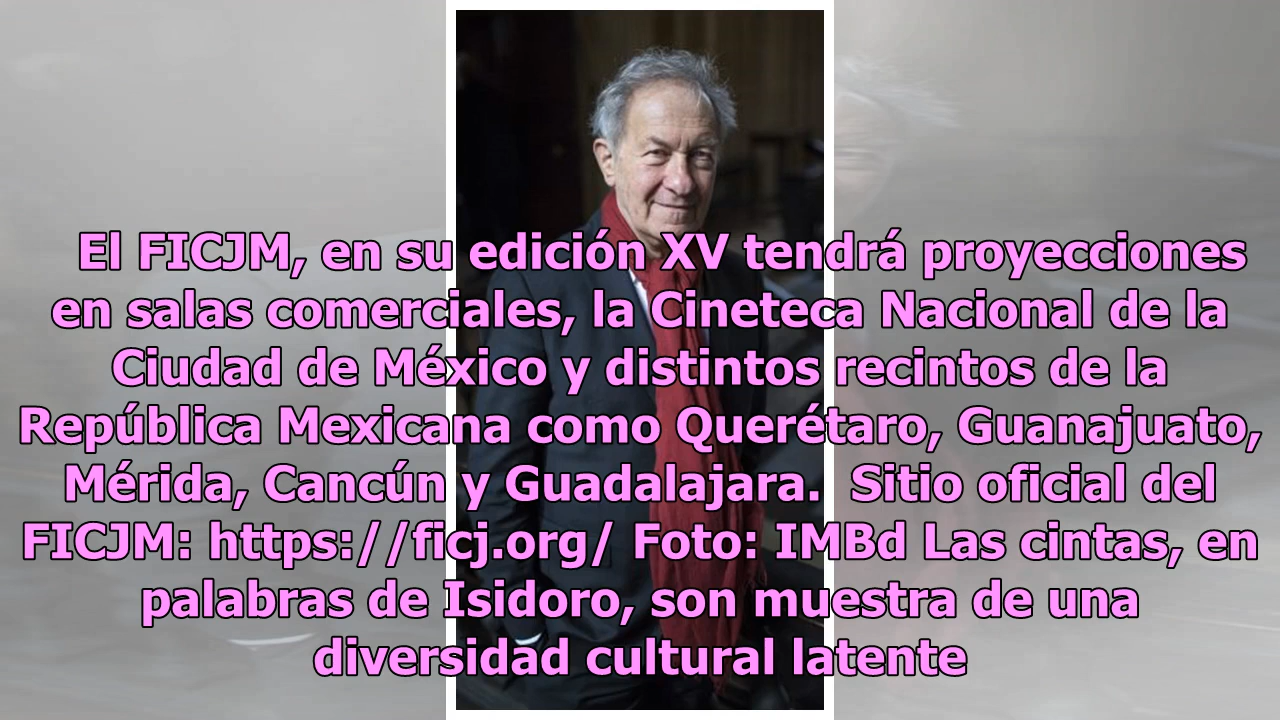 El FICJM, en su edición XV tendrá proyecciones
en salas comerciales, la Cineteca Nacional de la
Ciudad de México y distintos recintos de la
República Mexicana como Querétaro, Guanajuato,
Mérida, Cancún y Guadalajara.  Sitio oficial del
FICJM: https://ficj.org/ Foto: IMBd Las cintas, en
palabras de Isidoro, son muestra de una
diversidad cultural latente